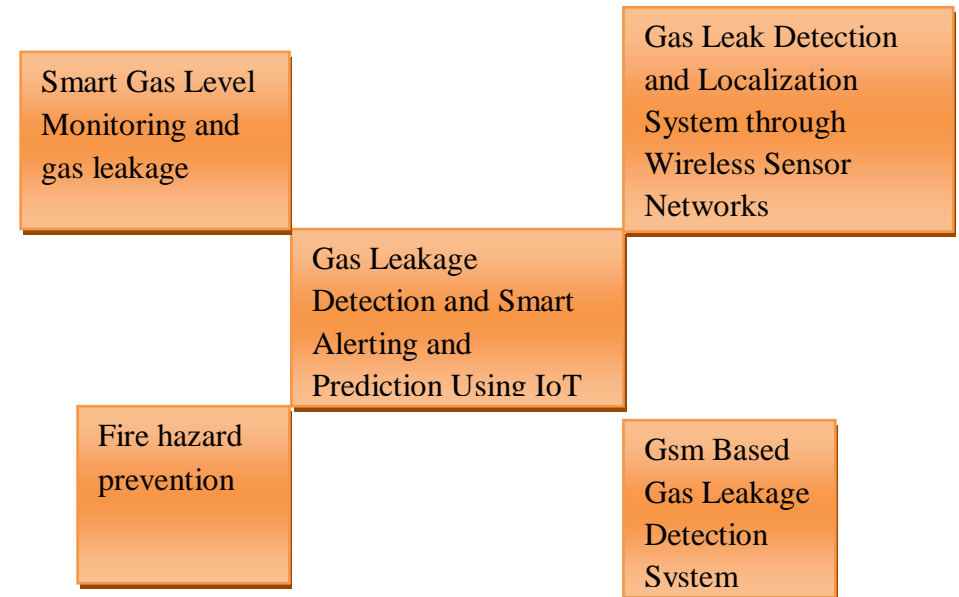 Smart Gas Level
Monitoring and
gas leakage
Gas Leak Detection
and Localization
System through
Wireless Sensor
Networks
Gas Leakage
Detection and Smart
Alerting and
Prediction Using IoT
Fire hazard
prevention
Gsm Based
Gas Leakage
Detection
System